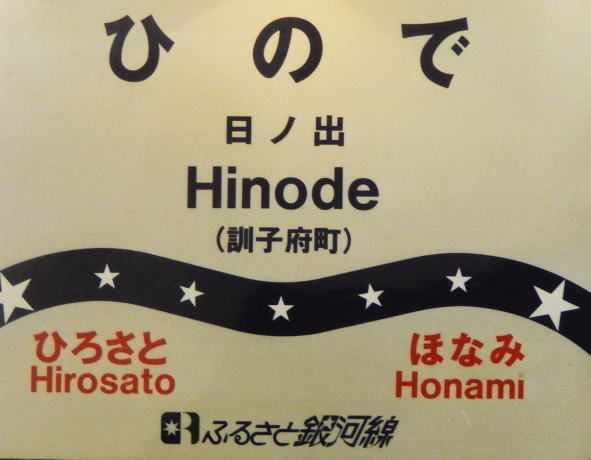 ひので
日ノ出
Hinode
(訓子府町)
ひろさと
Hirosato
ほなみ
Honami
ふるさと銀河線